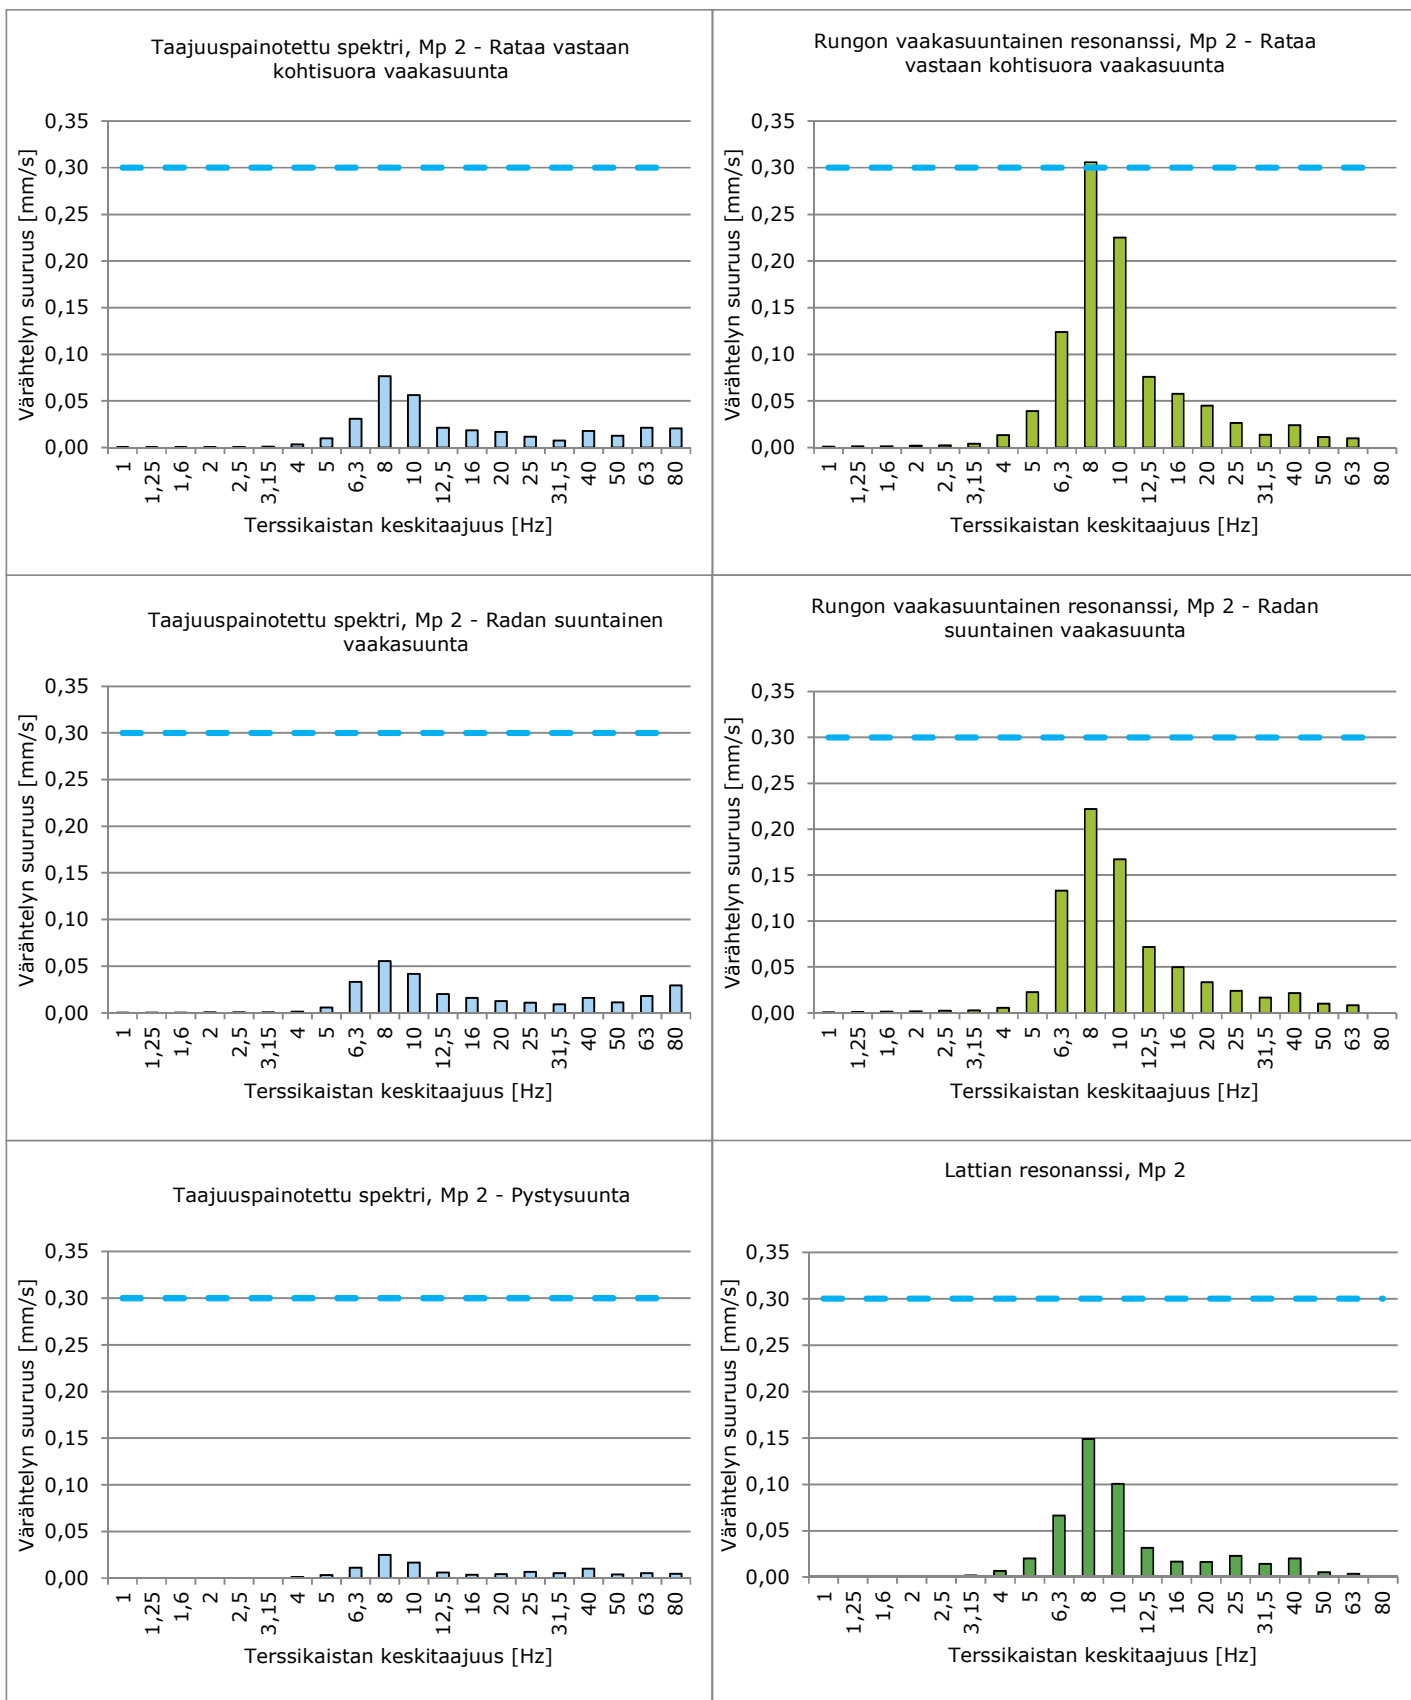 Taajuuspainotettu spektri, Mp 2 - Rataa vastaan
kohtisuora vaakasuunta
Värähtelyn suuruus [mm/s]
0,35
0,30
0,25
0,20
0,15
0,10
0,05
0,00
1 1,25 1,6 2 2,5 3,15 4 5 6,3 8 10 12,5 16 20 25 31,5 40 50 63 80
Terssikaistan keskitaajuus [Hz]
Rungon vaakasuuntainen resonanssi, Mp 2 - Rataa
vastaan kohtisuora vaakasuunta
Värähtelyn suuruus [mm/s]
0,35
0,30
0,25
0,20
0,15
0,10
0,05
0,00
1 1,25 1,6 2 2,5 3,15 4 5 6,3 8 10 12,5 16 20 25 31,5 40 50 63 80
Terssikaistan keskitaajuus [Hz]
Taajuuspainotettu spektri, Mp 2 - Radan suuntainen
vaakasuunta
Värähtelyn suuruus [mm/s]
0,35
0,30
0,25
0,20
0,15
0,10
0,05
0,00
1 1,25 1,6 2 2,5 3,15 4 5 6,3 8 10 12,5 16 20 25 31,5 40 50 63 80
Terssikaistan keskitaajuus [Hz]
Rungon vaakasuuntainen resonanssi, Mp 2 - Radan
suuntainen vaakasuunta
Värähtelyn suuruus [mm/s]
0,35
0,30
0,25
0,20
0,15
0,10
0,05
0,00
1 1,25 1,6 2 2,5 3,15 4 5 6,3 8 10 12,5 16 20 25 31,5 40 50 63 80
Terssikaistan keskitaajuus [Hz]
Taajuuspainotettu spektri, Mp 2 - Pystysuunta
Värähtelyn suuruus [mm/s]
0,35
0,30
0,25
0,20
0,15
0,10
0,05
0,00
1 1,25 1,6 2 2,5 3,15 4 5 6,3 8 10 12,5 16 20 25 31,5 40 50 63 80
Terssikaistan keskitaajuus [Hz]
Lattian resonanssi, Mp 2
Värähtelyn suuruus [mm/s]
0,35
0,30
0,25
0,20
0,15
0,10
0,05
0,00
1 1,25 1,6 2 2,5 3,15 4 5 6,3 8 10 12,5 16 20 25 31,5 40 50 63 80
Terssikaistan keskitaajuus [Hz]